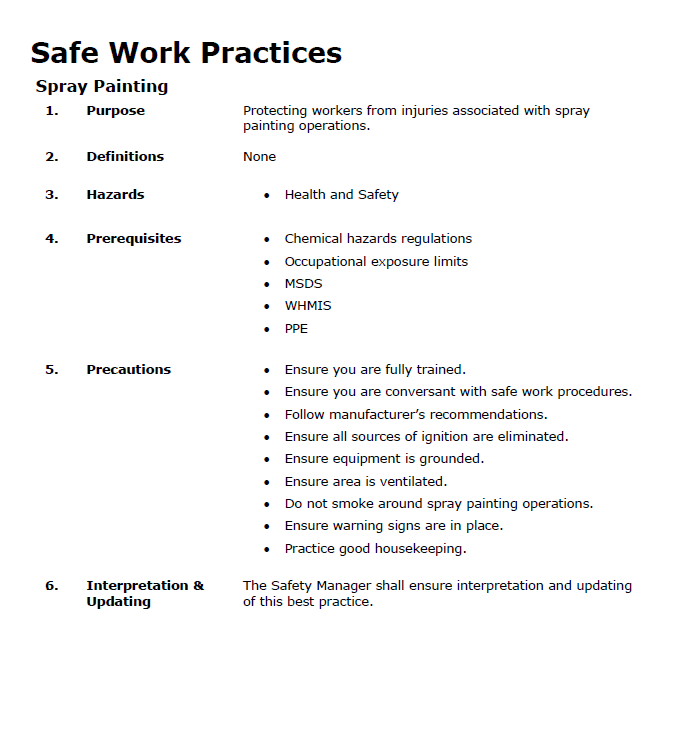 Safe Work Practices
Spray Painting
1. Purpose Protecting workers from injuries associated with spray
painting operations.
2. Definitions None
3. Hazards • Health and Safety
4. Prerequisites • Chemical hazards regulations
• Occupational exposure limits
• MSDS
• WHMIS
• PPE
5. Precautions • Ensure you are fully trained.
• Ensure you are conversant with safe work procedures.
• Follow manufacturer’s recommendations.
• Ensure all sources of ignition are eliminated.
• Ensure equipment is grounded.
• Ensure area is ventilated.
• Do not smoke around spray painting operations.
• Ensure warning signs are in place.
• Practice good housekeeping.
6. Interpretation & The Safety Manager shall ensure interpretation and updating
Updating of this best practice.